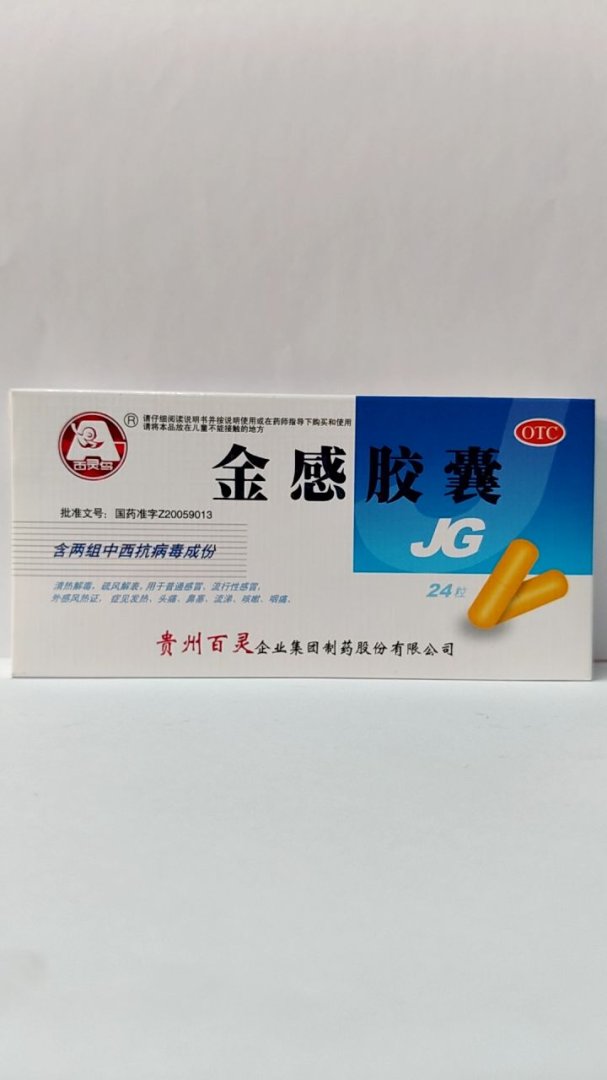 百灵鸟
®
请仔细阅读说明书并按说明使用或在药师指导下购买和使用
请将本品放在儿童不能接触的地方
OTC
金感胶囊
批准文号：国药准字Z20059013
JG
含两组中西抗病毒成份
清热解毒，疏风解表。用于普通感冒，流行性感冒，
外感风热证，症见发热、头痛、鼻塞、流涕、咳嗽、咽痛。
24粒
贵州百灵企业集团制药股份有限公司